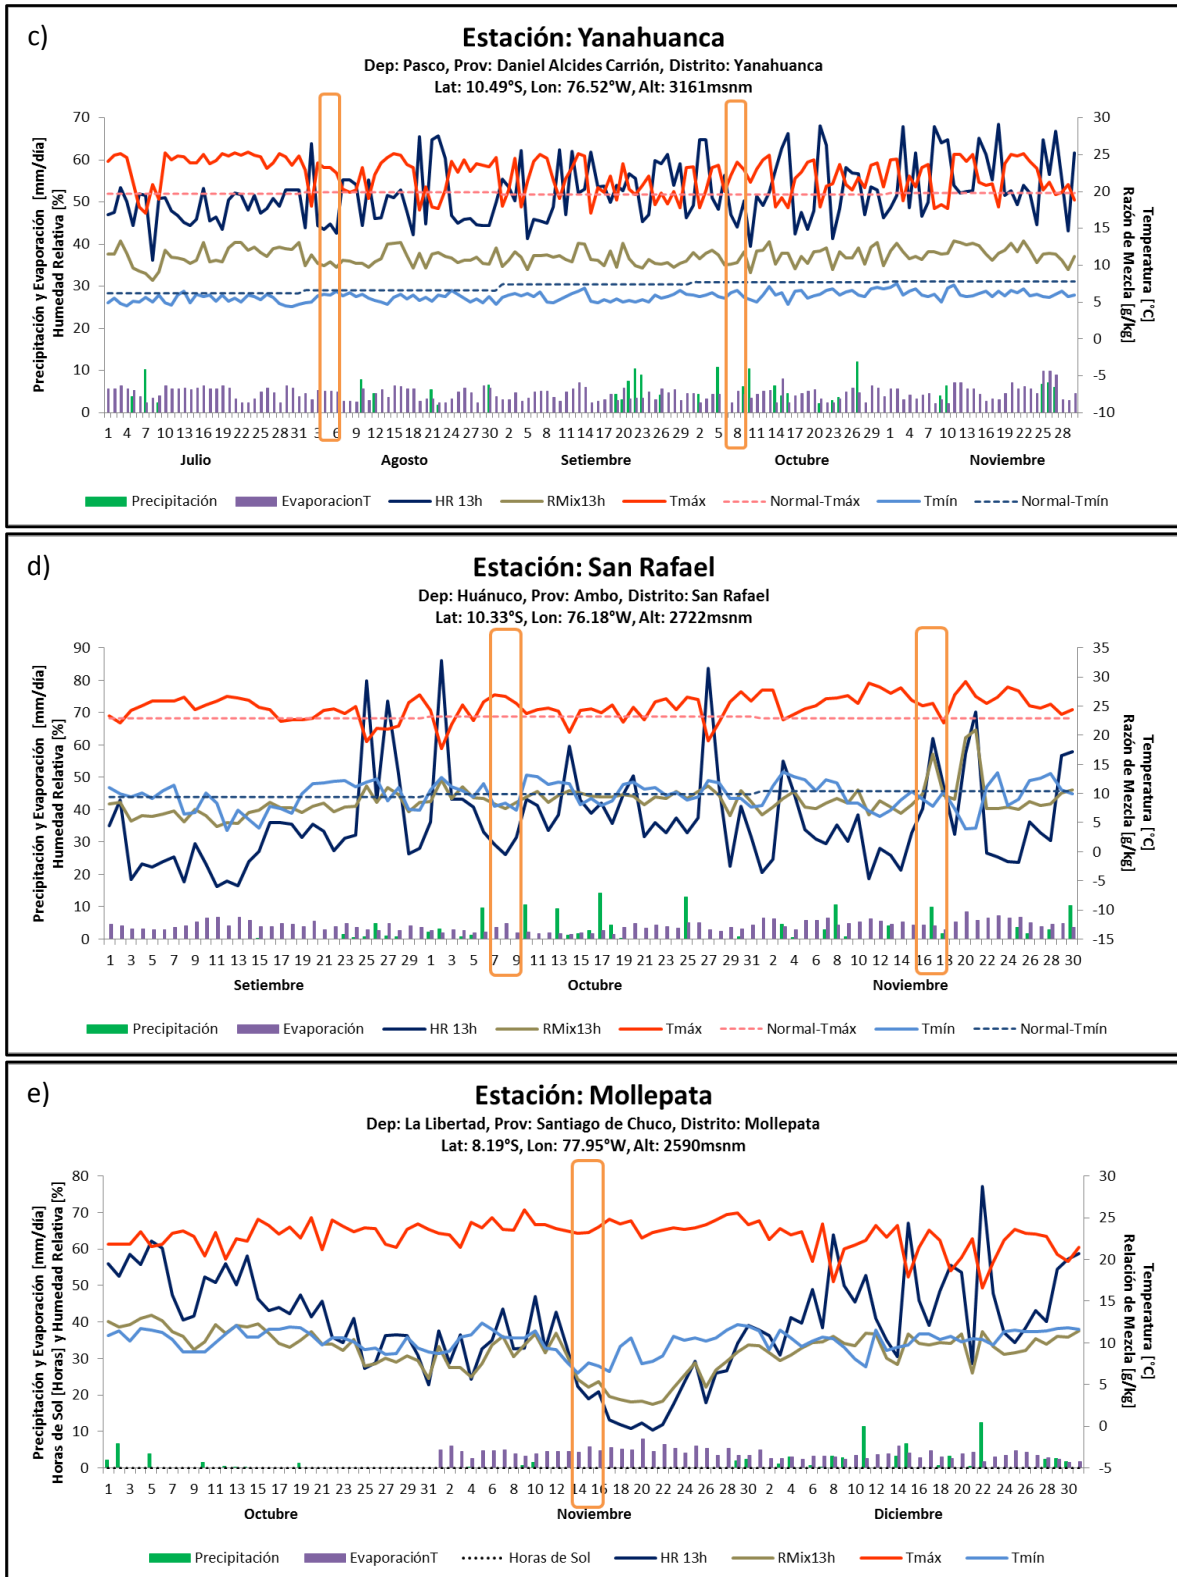 c)
Estación: Yanahuanca
Dep: Pasco, Prov: Daniel Alcides Carrión, Distrito: Yanahuanca
Lat: 10.49°S, Lon: 76.52°W, Alt: 3161msnm
Precipitación y Evaporación [mm/día]
Humedad Relativa [%]
70
60
50
40
30
20
10
0
30
25
20
15
10
5
0
-5
-10
Temperatura [°C]
Razón de Mezcla [g/kg]
1 4 7 10 13 16 19 22 25 28 31 3 6 9 12 15 18 21 24 27 30 2 5 8 11 14 17 20 23 26 29 2 5 8 11 14 17 20 23 26 29 1 4 7 10 13 16 19 22 25 28
Julio Agosto Setiembre Octubre Noviembre
Precipitación EvaporacionT HR 13h RMix13h Tmáx Normal-Tmáx Tmín Normal-Tmín
d)
Estación: San Rafael
Dep: Huánuco, Prov: Ambo, Distrito: San Rafael
Lat: 10.33°S, Lon: 76.18°W, Alt: 2722msnm
Precipitación y Evaporación [mm/día]
Humedad Relativa [%]
90
80
70
60
50
40
30
20
10
0
35
30
25
20
15
10
5
0
-5
-10
-15
Temperatura [°C]
Razón de Mezcla [g/kg]
1 3 5 7 9 11 13 15 17 19 21 23 25 27 29 1 3 5 7 9 11 13 15 17 19 21 23 25 27 29 31 2 4 6 8 10 12 14 16 18 20 22 24 26 28 30
Setiembre Octubre Noviembre
Precipitación Evaporación HR 13h RMix13h Tmáx Normal-Tmáx Tmín Normal-Tmín
e)
Estación: Mollepata
Dep: La Libertad, Prov: Santiago de Chuco, Distrito: Mollepata
Lat: 8.19°S, Lon: 77.95°W, Alt: 2590msnm
Precipitación y Evaporación [mm/día]
Horas de Sol [Horas] y Humedad Relativa [%]
80
70
60
50
40
30
20
10
0
30
25
20
15
10
5
0
-5
Temperatura [°C]
Relación de Mezcla [g/kg]
1 3 5 7 9 11 13 15 17 19 21 23 25 27 29 31 2 4 6 8 10 12 14 16 18 20 22 24 26 28 30 2 4 6 8 10 12 14 16 18 20 22 24 26 28 30
Octubre Noviembre Diciembre
Precipitación EvaporaciónT Horas de Sol HR 13h RMix13h Tmáx Tmín